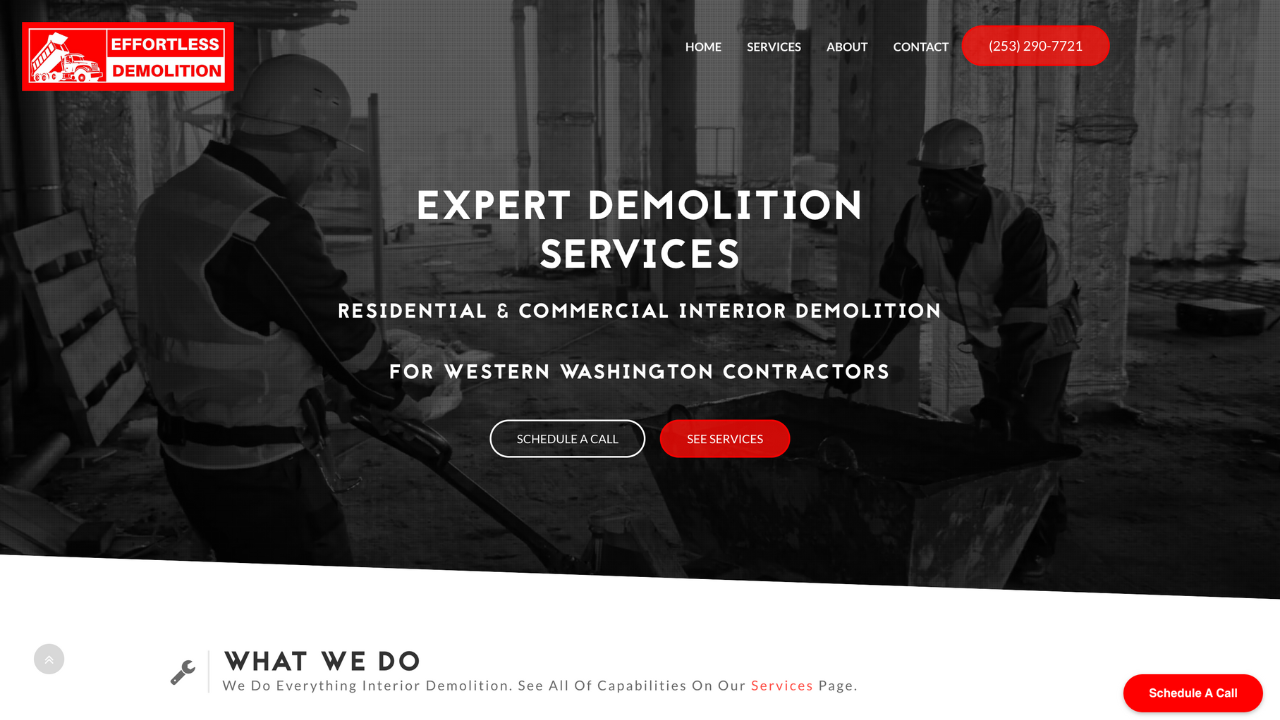 EFFORTLESS
DEMOLITION
HOME SERVICES ABOUT CONTACT (253) 290-7721
EXPERT DEMOLITION
SERVICES
RESIDENTIAL & COMMERCIAL INTERIOR DEMOLITION
FOR WESTERN WASHINGTON CONTRACTORS
SCHEDULE A CALL SEE SERVICES
WHAT WE DO
We Do Everything Interior Demolition. See All Of Capabilities On Our Services Page.
Schedule A Call